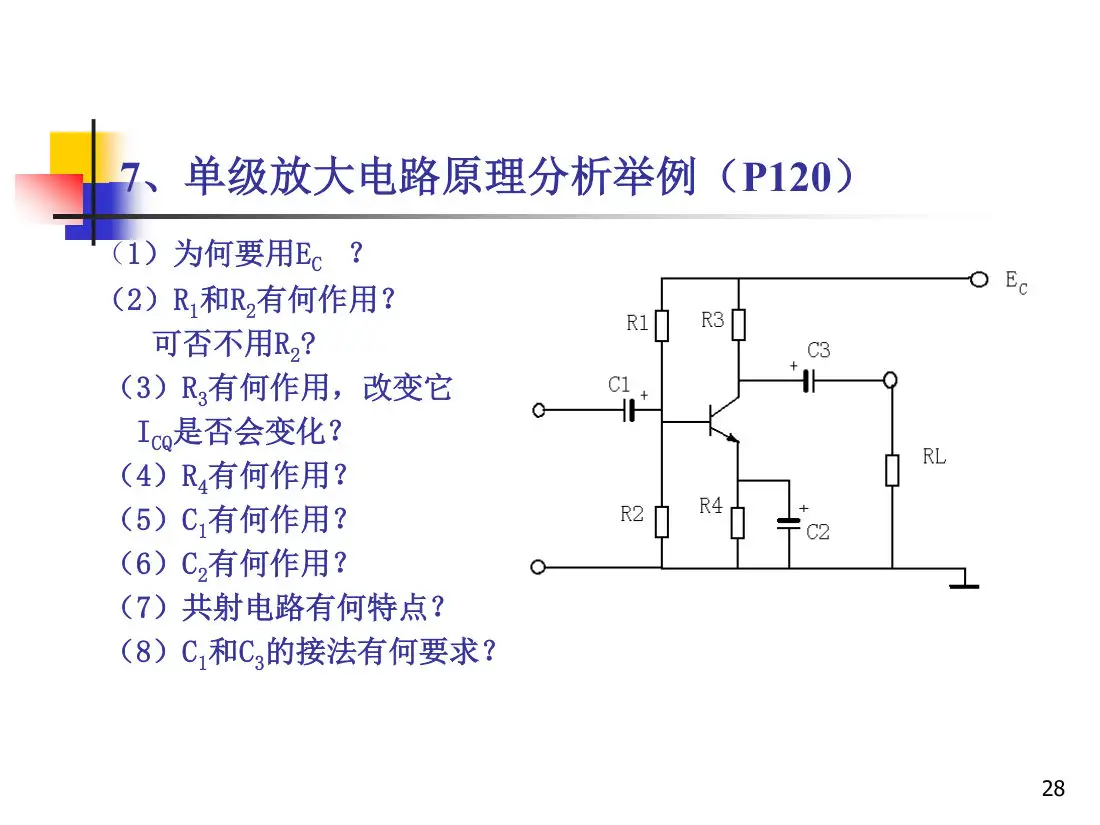 7、单级放大电路原理分析举例（P120）
（1）为何要用EC ？
（2）R1和R2有何作用?
可否不用R2?
（3）R3有何作用，改变它
ICQ是否会变化?
（4）R4有何作用?
（5）C1有何作用?
（6）C2有何作用?
（7）共射电路有何特点?
（8）C1和C3的接法有何要求?
EC
R1
R3
C3
+
C1
+
RL
R2
R4
+
C2
28